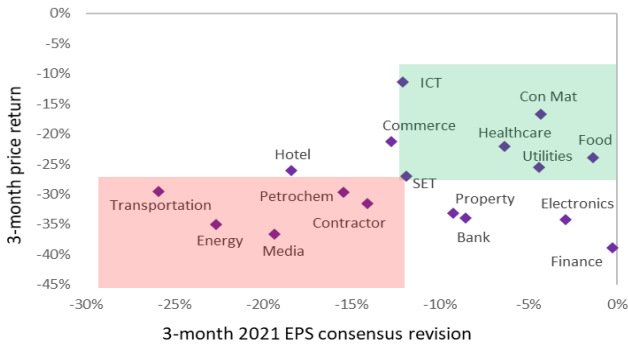 0%
-5%
-10%
-15%
-20%
-25%
-30%
-35%
-40%
-45%
3-month price return
ICT
Con Mat
Commerce
Healthcare
Food
Hotel
Utilities
SET
Petrochem
Property
Transportation
Electronics
Contractor
Energy
Bank
Media
Finance
-30%
-25%
-20%
-15%
-10%
-5%
0%
3-month 2021 EPS consensus revision